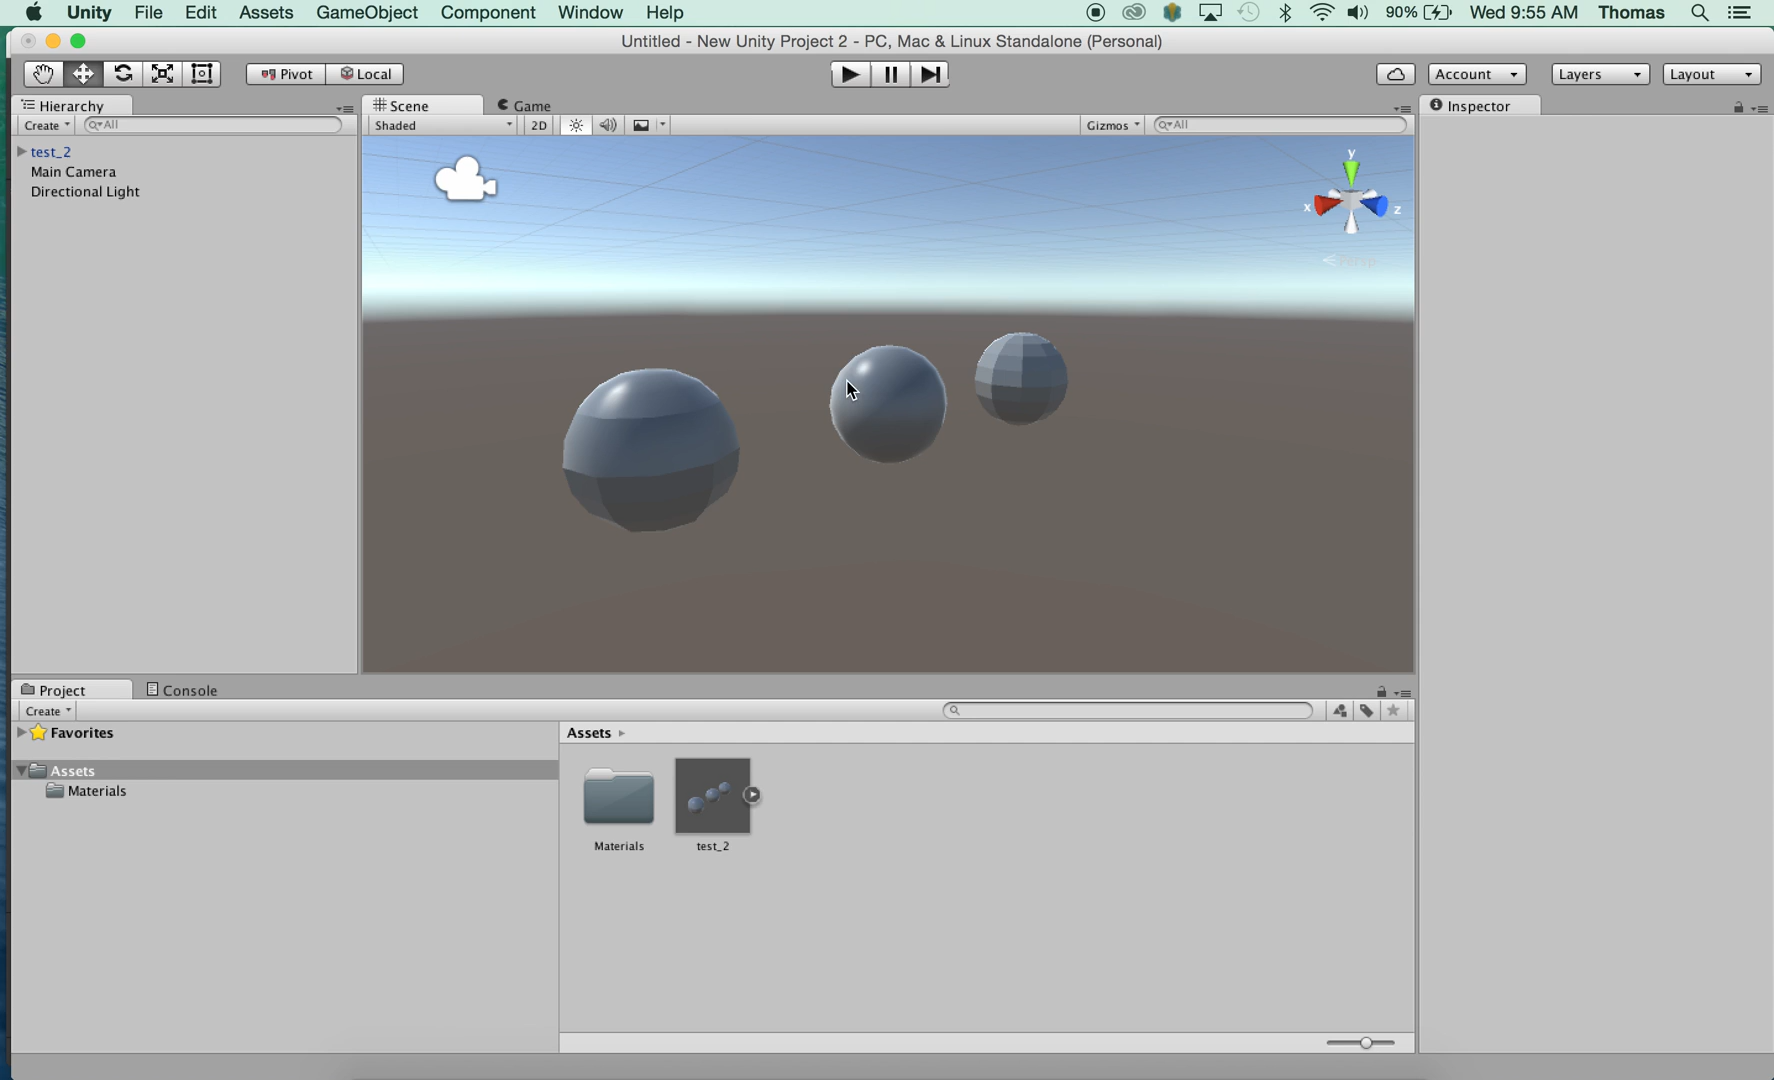 Unity File Edit Assets GameObject Component Window Help 90% Wed 9:55 AM Thomas
Untitled - New Unity Project 2 - PC, Mac & Linux Standalone (Personal)
Pivot Local Account Layers Layout
Hierarchy Scene Game Inspector
Create All Shaded 2D Gizmos All
test_2
Main Camera
Directional Light
y
x z
Persp
Project Console
Create
Favorites Assets
Assets
Materials
Materials test_2